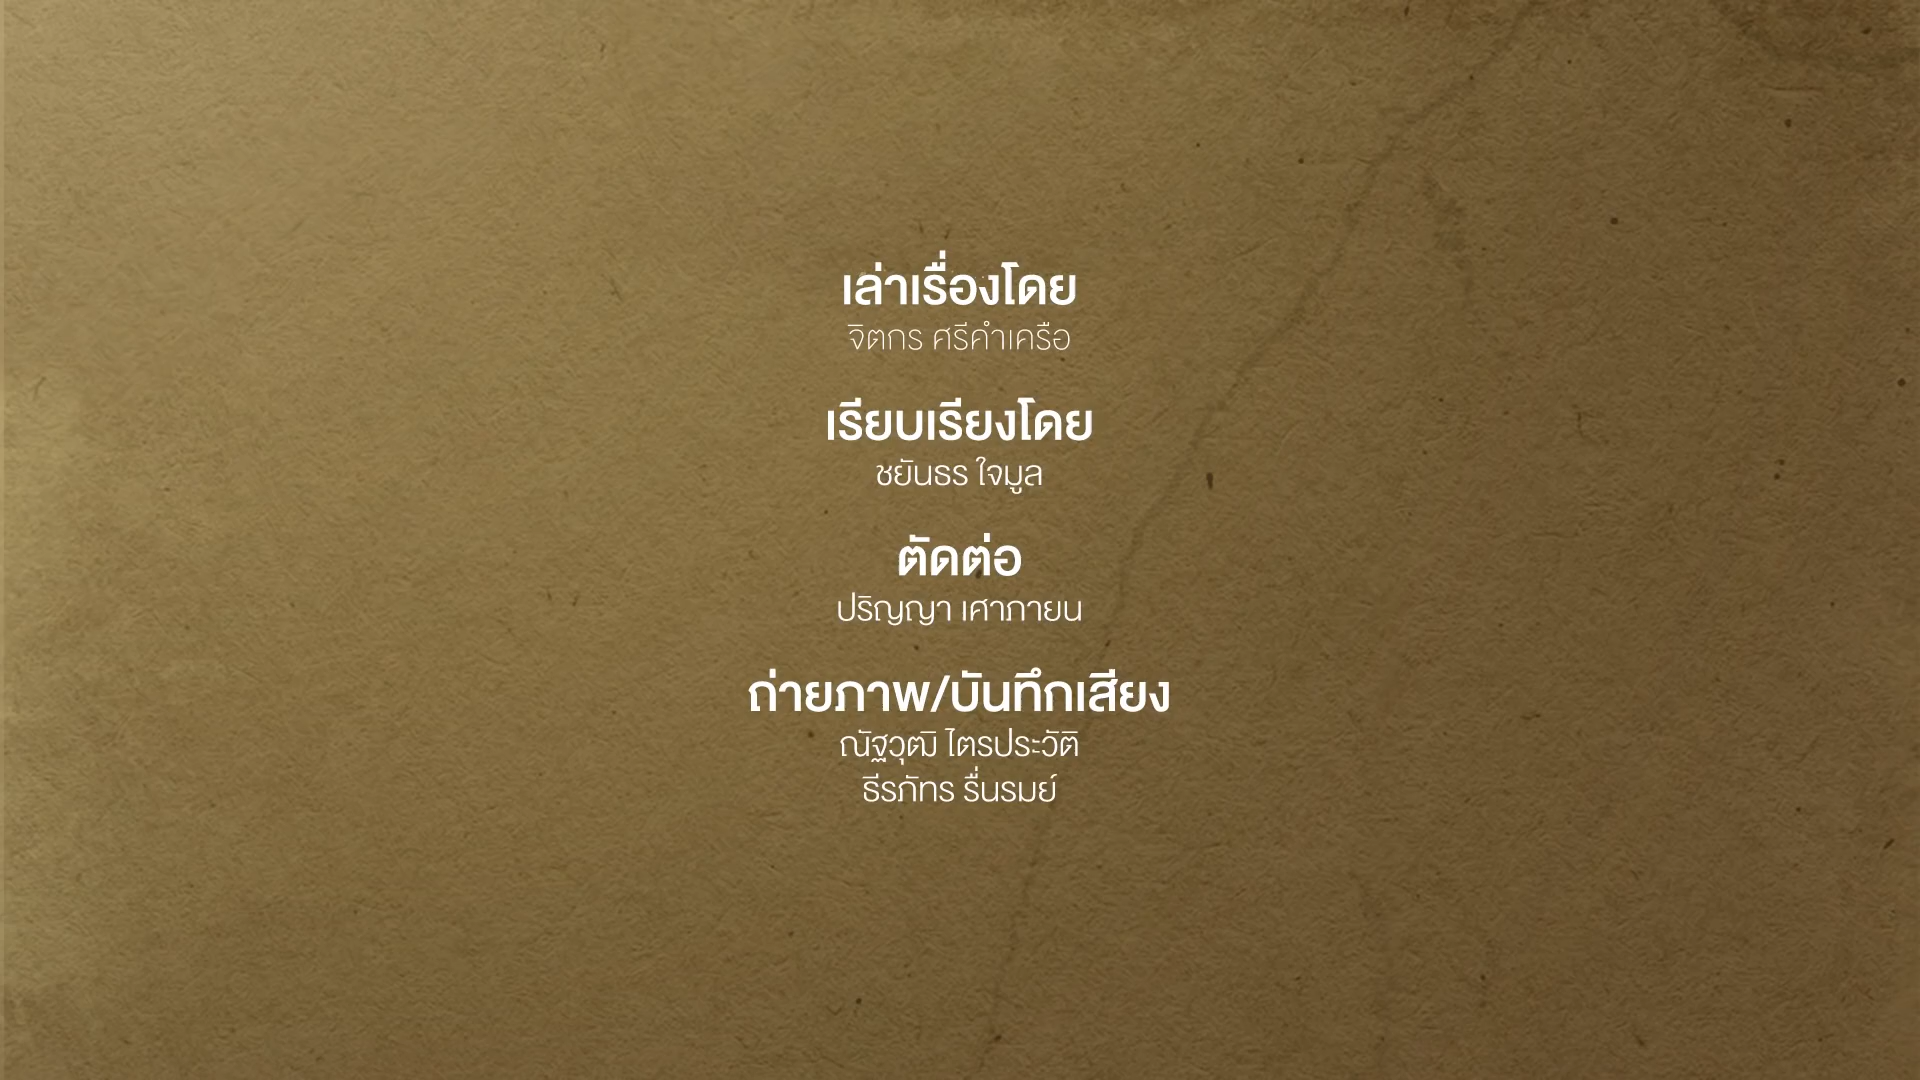 เล่าเรื่องโดย
จิตกร ศรีคำเครือ
เรียบเรียงโดย
ชยันธร ใจมูล
ตัดต่อ
ปริญญา เศาภายน
ถ่ายภาพ/บันทึกเสียง
ณัฐวุฒิ ไตรประวัติ
ธีรภัทร รื่นรมย์